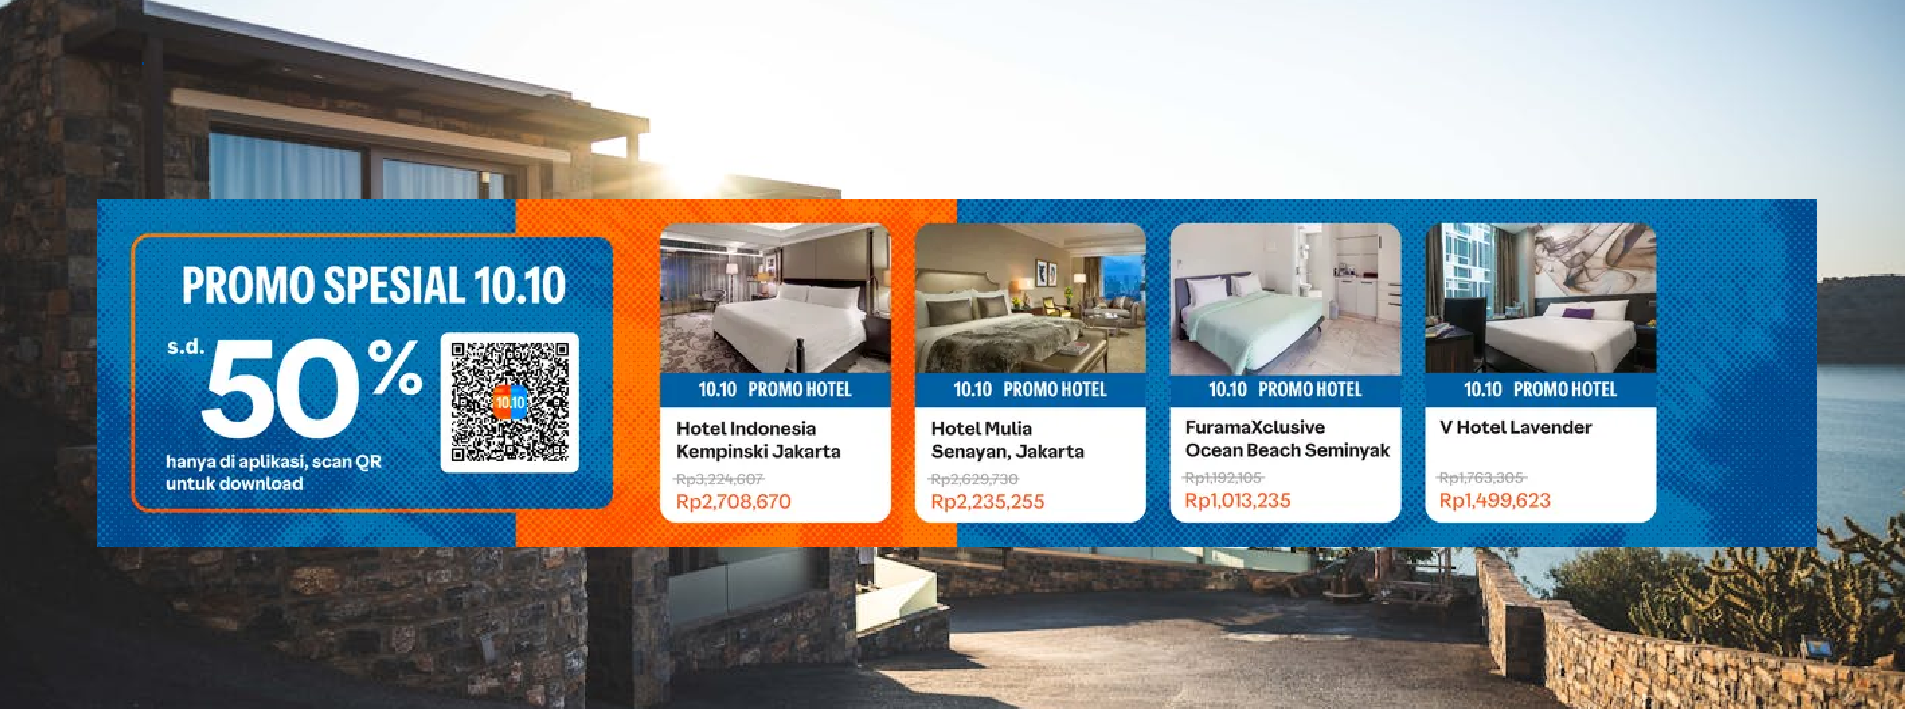 PROMO SPESIAL 10.10
s.d. 50%
10.10
hanya di aplikasi, scan QR
untuk download
10.10 PROMO HOTEL
Hotel Indonesia
Kempinski Jakarta
Rp3,224,607
Rp2,708,670
10.10 PROMO HOTEL
Hotel Mulia
Senayan, Jakarta
Rp2,629,730
Rp2,235,255
10.10 PROMO HOTEL
FuramaXclusive
Ocean Beach Seminyak
Rp1,192,105
Rp1,013,235
10.10 PROMO HOTEL
V Hotel Lavender
Rp1,763,305
Rp1,499,623